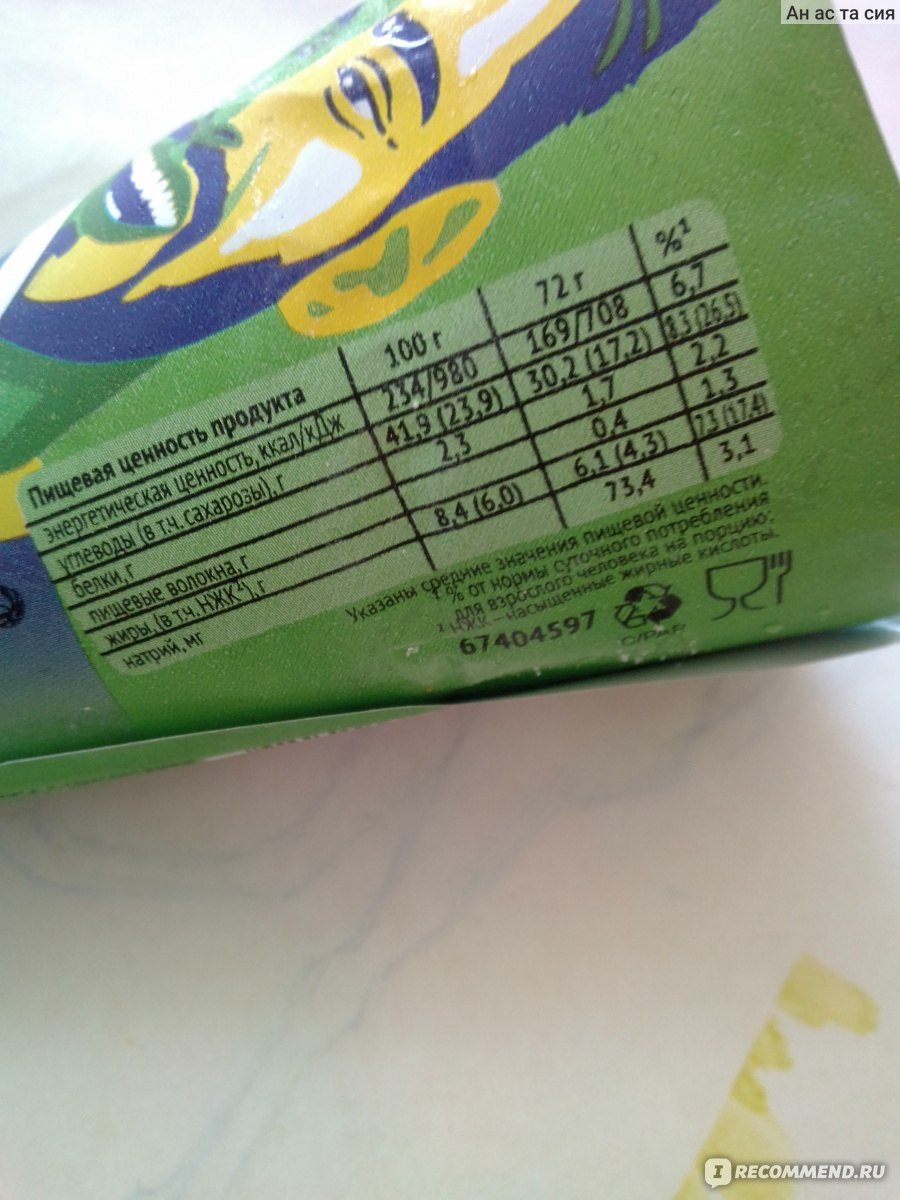 Ан ас та сия
Пищевая ценность продукта 100 г 72 г %¹
энергетическая ценность, ккал/кДж 234/980 169/708 6,7
углеводы (в т.ч. сахарозы), г 41,9 (23,9) 30,2 (17,2) 8,3 (26,5)
белки, г 2,3 1,7 2,2
пищевые волокна, г 0,4 1,3
жиры, (в т.ч. НЖК²), г 8,4 (6,0) 6,1 (4,3) 7,3 (17,4)
натрий, мг 73,4 3,1
Указаны средние значения пищевой ценности.
¹ % от нормы суточного потребления
для взрослого человека на порцию;
² НЖК – насыщенные жирные кислоты.
67404597
C/PAP
IRECOMMEND.RU